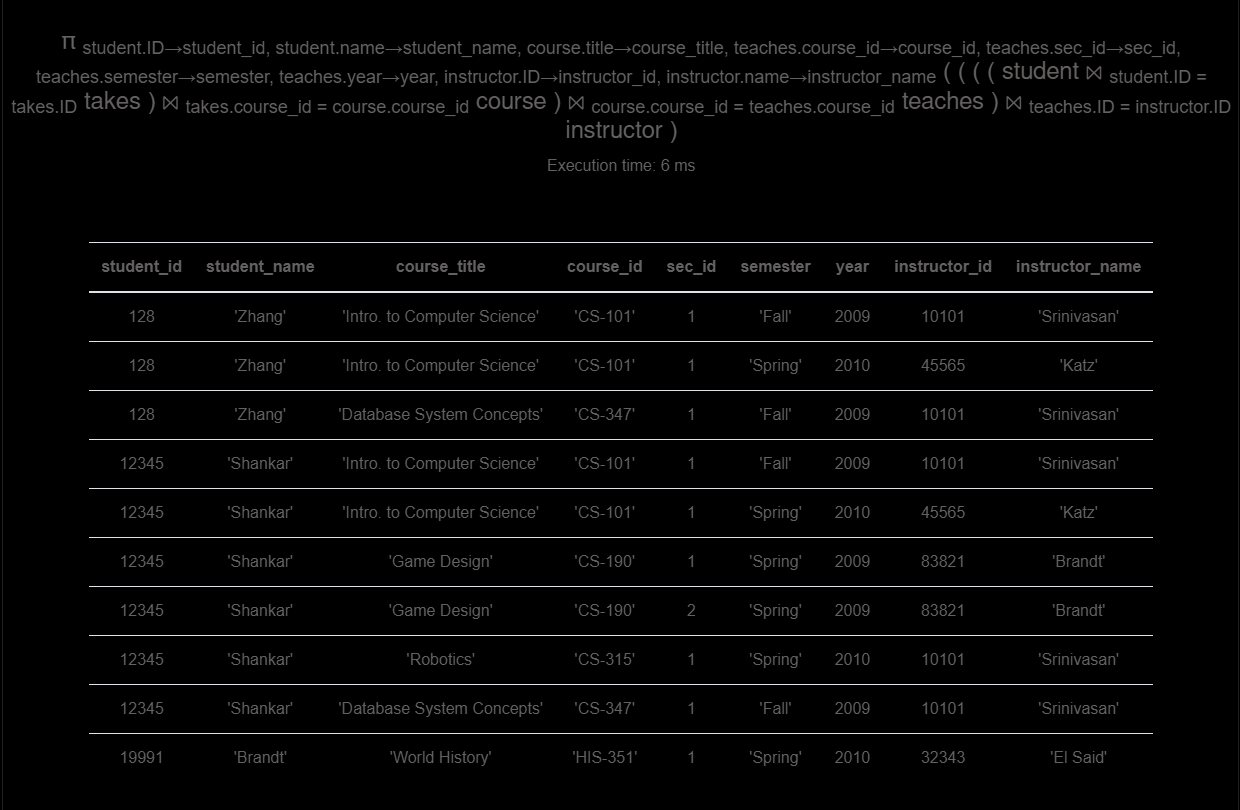 π student.ID→student_id, student.name→student_name, course.title→course_title, teaches.course_id→course_id, teaches.sec_id→sec_id,
teaches.semester→semester, teaches.year→year, instructor.ID→instructor_id, instructor.name→instructor_name ( ( ( ( student ⋈ student.ID =
takes.ID takes ) ⋈ takes.course_id = course.course_id course ) ⋈ course.course_id = teaches.course_id teaches ) ⋈ teaches.ID = instructor.ID
instructor )
Execution time: 6 ms
student_id student_name course_title course_id sec_id semester year instructor_id instructor_name
128 'Zhang' 'Intro. to Computer Science' 'CS-101' 1 'Fall' 2009 10101 'Srinivasan'
128 'Zhang' 'Intro. to Computer Science' 'CS-101' 1 'Spring' 2010 45565 'Katz'
128 'Zhang' 'Database System Concepts' 'CS-347' 1 'Fall' 2009 10101 'Srinivasan'
12345 'Shankar' 'Intro. to Computer Science' 'CS-101' 1 'Fall' 2009 10101 'Srinivasan'
12345 'Shankar' 'Intro. to Computer Science' 'CS-101' 1 'Spring' 2010 45565 'Katz'
12345 'Shankar' 'Game Design' 'CS-190' 1 'Spring' 2009 83821 'Brandt'
12345 'Shankar' 'Game Design' 'CS-190' 2 'Spring' 2009 83821 'Brandt'
12345 'Shankar' 'Robotics' 'CS-315' 1 'Spring' 2010 10101 'Srinivasan'
12345 'Shankar' 'Database System Concepts' 'CS-347' 1 'Fall' 2009 10101 'Srinivasan'
19991 'Brandt' 'World History' 'HIS-351' 1 'Spring' 2010 32343 'El Said'